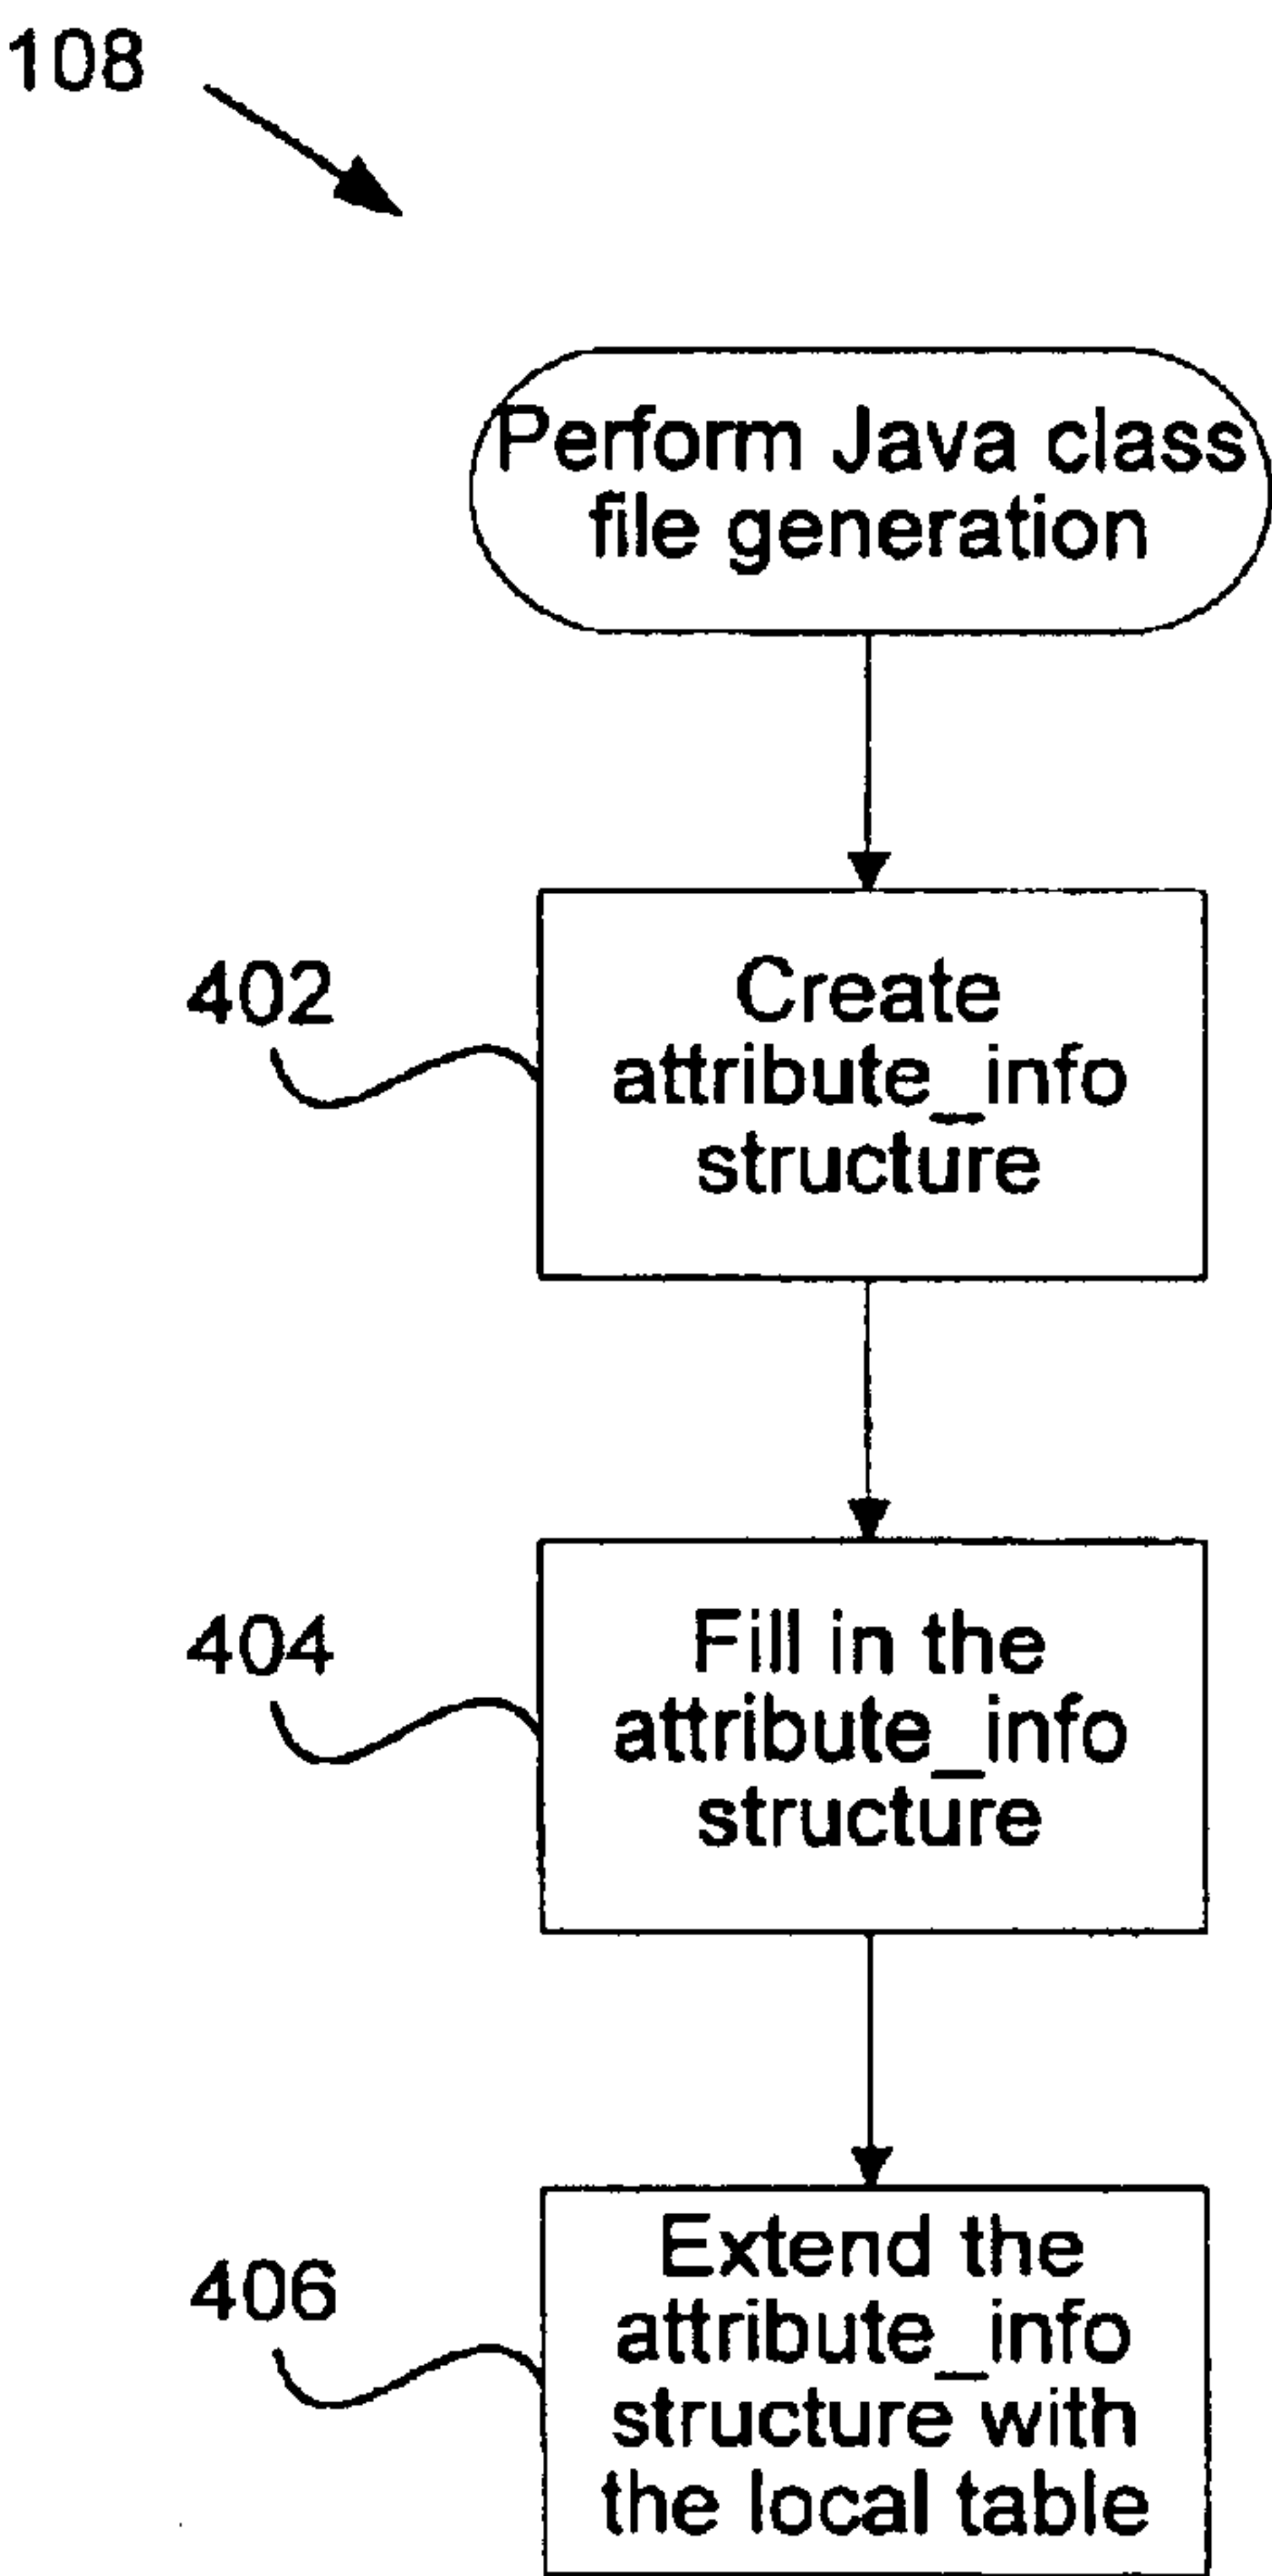 108
Perform Java class
file generation
402
Create
attribute_info
structure
404
Fill in the
attribute_info
structure
406
Extend the
attribute_info
structure with
the local table